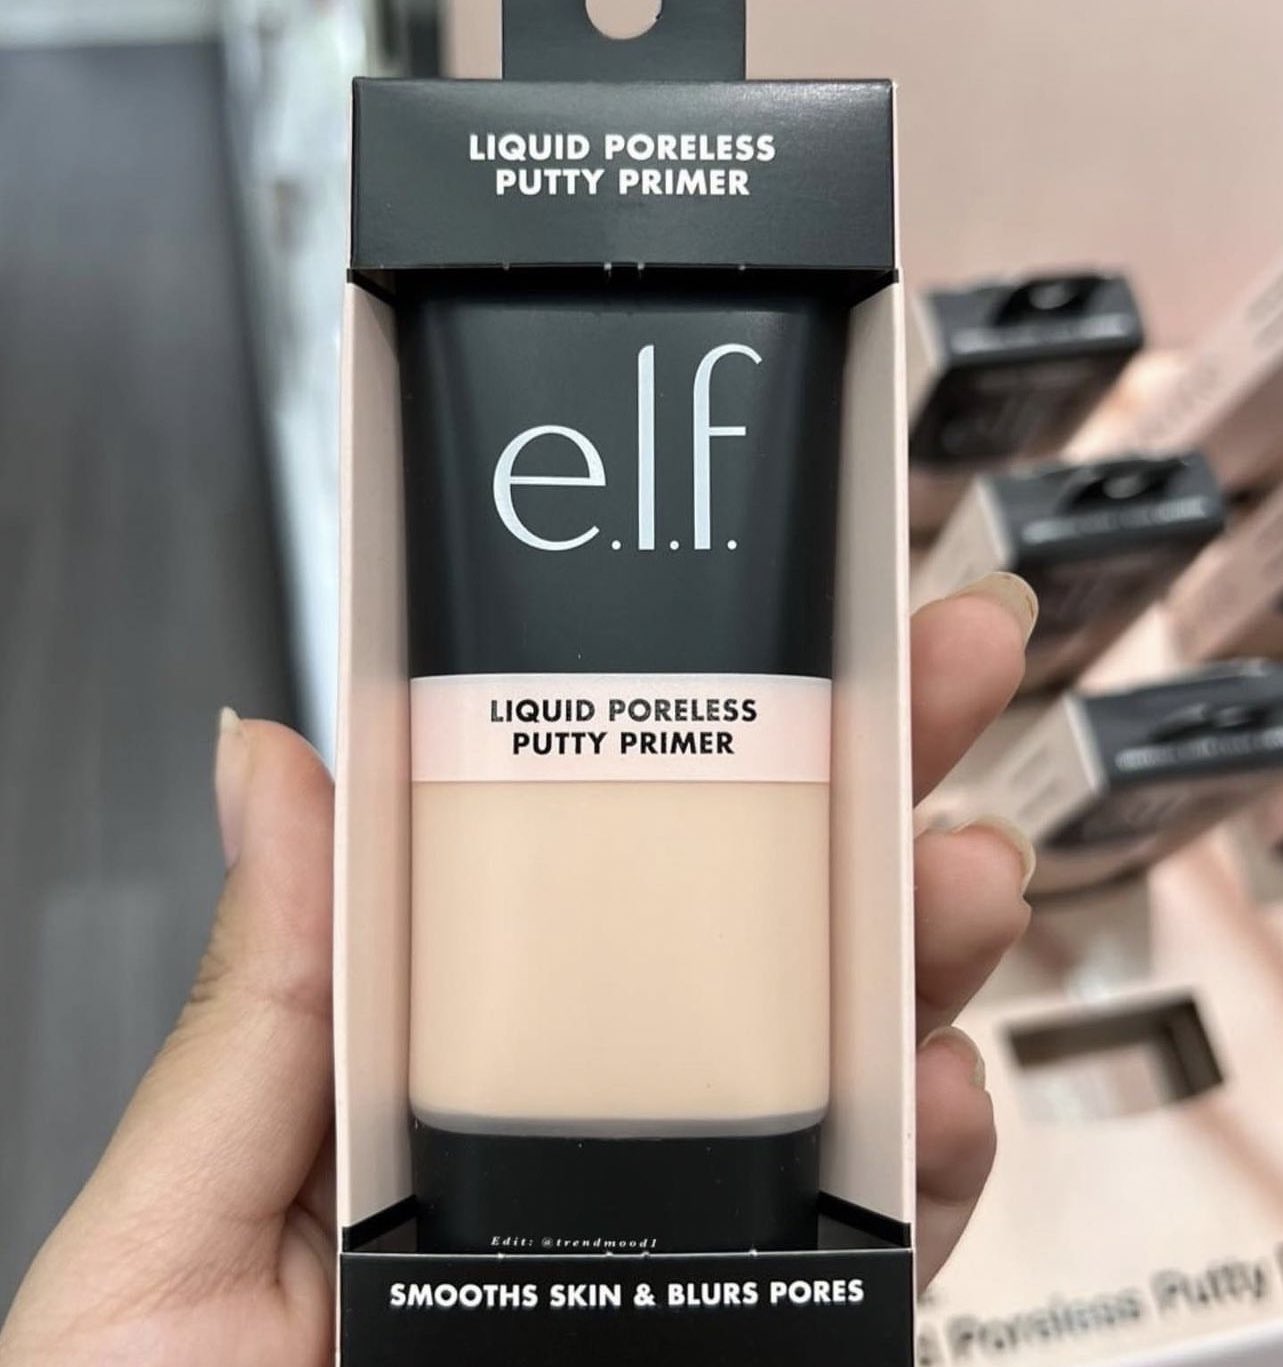 LIQUID PORELESS
PUTTY PRIMER
e.l.f.
LIQUID PORELESS
PUTTY PRIMER
Edit: @trendmood1
SMOOTHS SKIN & BLURS PORES
Poreless Putty